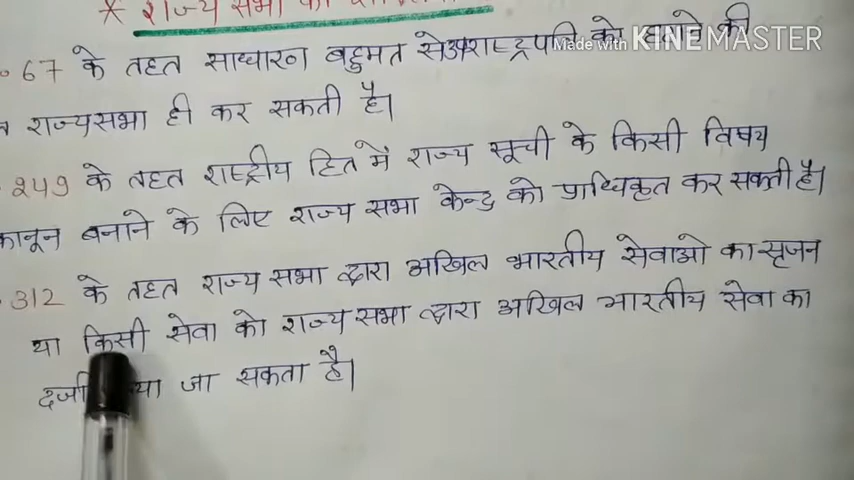 * राज्य सभा की
67 के तहत साधारण बहुमत से उपराष्ट्रपति को हटाने की
राज्यसभा ही कर सकती है।
249 के तहत राष्ट्रीय हित में राज्य सूची के किसी विषय
कानून बनाने के लिए राज्य सभा केन्द्र को प्राधिकृत कर सकती है।
312 के तहत राज्य सभा द्वारा अखिल भारतीय सेवाओ का सृजन
या किसी सेवा को राज्य सभा द्वारा अखिल भारतीय सेवा का
दर्जा जा सकता है।
Made with KINEMASTER